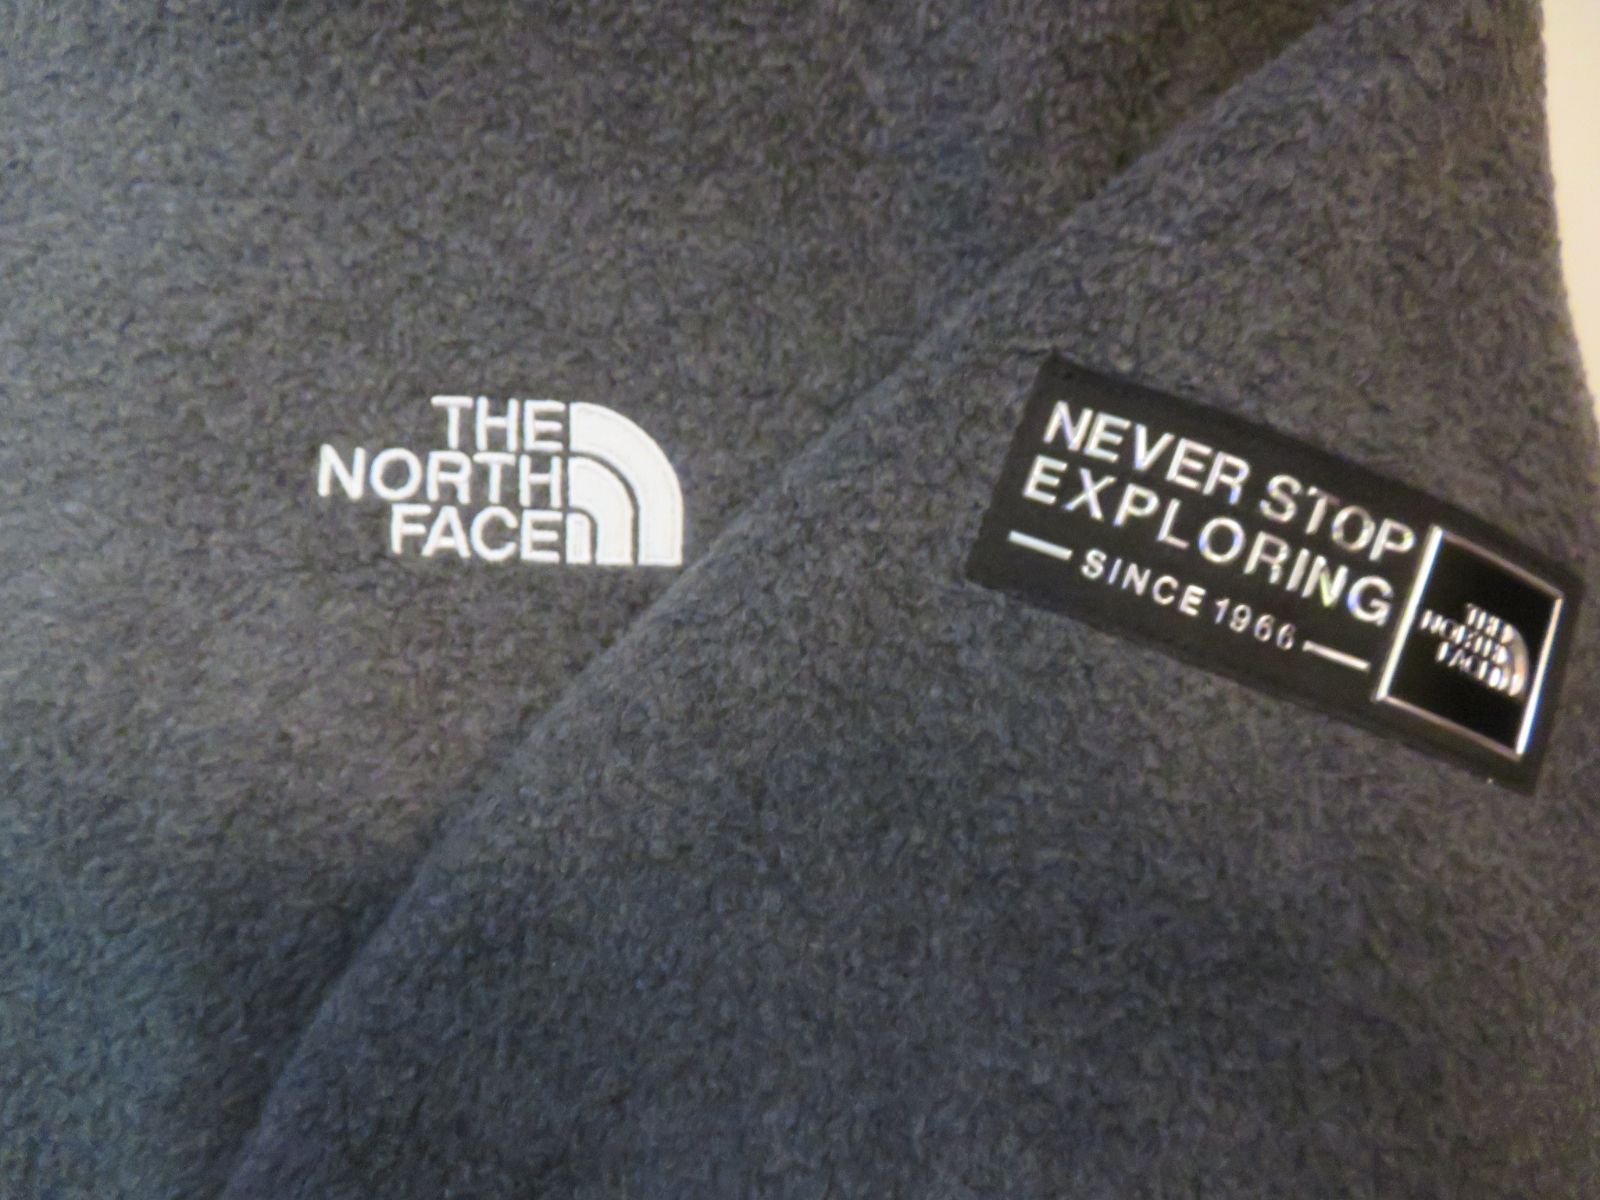 THE
NORTH
FACE
NEVER STOP
EXPLORING
SINCE 1966
THE
NORTH
FACE